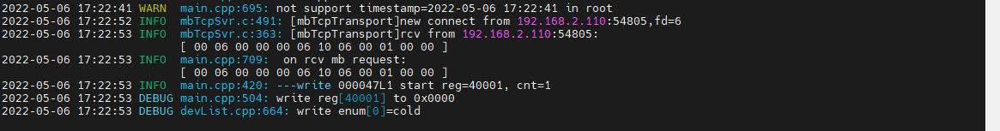 2022-05-06 17:22:41 WARN  main.cpp:695: not support timestamp=2022-05-06 17:22:41 in root
2022-05-06 17:22:52 INFO  mbTcpSvr.c:491: [mbTcpTransport]new connect from 192.168.2.110:54805,fd=6
2022-05-06 17:22:53 INFO  mbTcpSvr.c:363: [mbTcpTransport]rcv from 192.168.2.110:54805:
[ 00 06 00 00 00 06 10 06 00 01 00 00 ]
2022-05-06 17:22:53 INFO  main.cpp:709:  on rcv mb request:
[ 00 06 00 00 00 06 10 06 00 01 00 00 ]
2022-05-06 17:22:53 INFO  main.cpp:420: ---write 000047L1 start reg=40001, cnt=1
2022-05-06 17:22:53 DEBUG main.cpp:504: write reg[40001] to 0x0000
2022-05-06 17:22:53 DEBUG devList.cpp:664: write enum[0]=cold